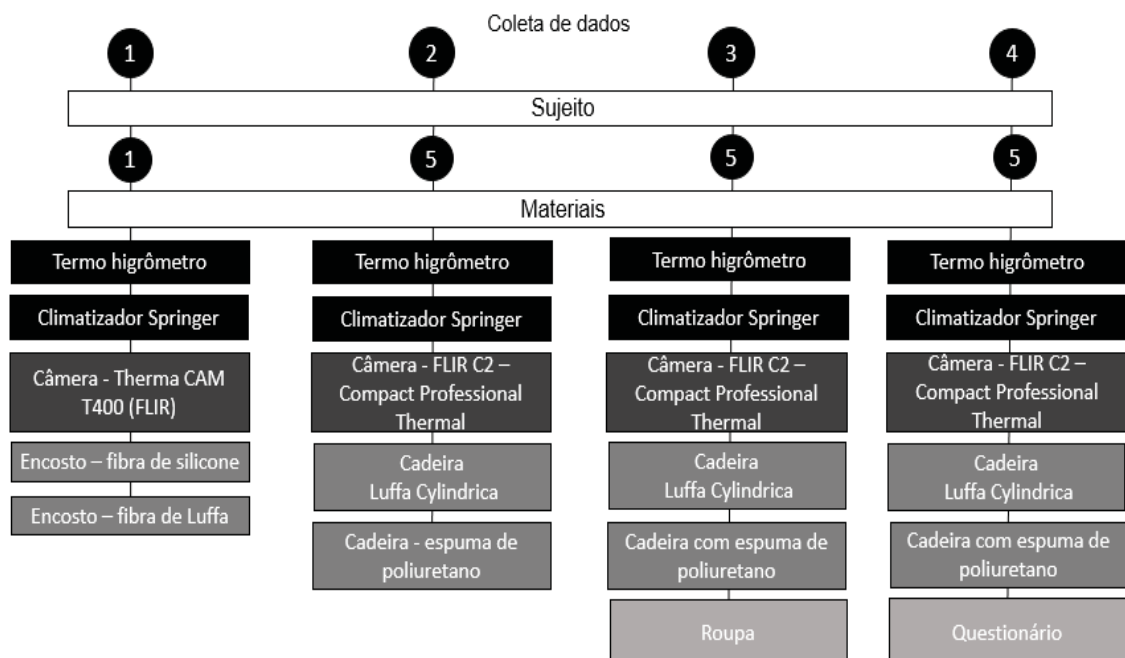 Coleta de dados
1
2
3
4
Sujeito
1
5
5
5
Materiais
Termo higrômetro
Climatizador Springer
Câmera - Therma CAM
T400 (FLIR)
Encosto – fibra de silicone
Encosto – fibra de Luffa
Termo higrômetro
Climatizador Springer
Câmera - FLIR C2 –
Compact Professional
Thermal
Cadeira
Luffa Cylindrica
Cadeira - espuma de
poliuretano
Termo higrômetro
Climatizador Springer
Câmera - FLIR C2 –
Compact Professional
Thermal
Cadeira
Luffa Cylindrica
Cadeira com espuma de
poliuretano
Roupa
Termo higrômetro
Climatizador Springer
Câmera - FLIR C2 –
Compact Professional
Thermal
Cadeira
Luffa Cylindrica
Cadeira com espuma de
poliuretano
Questionário